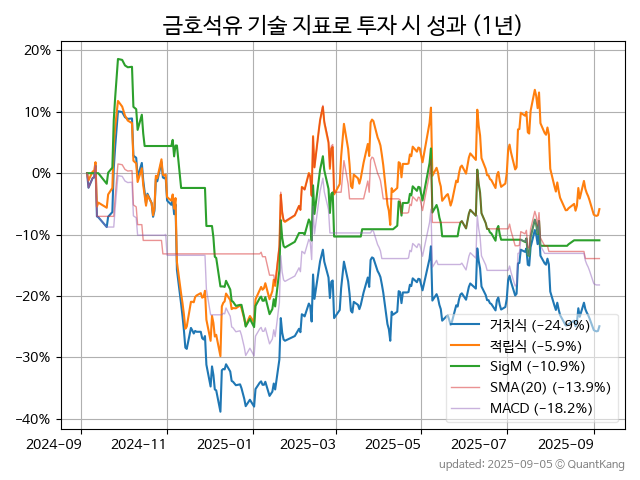 금호석유 기술 지표로 투자 시 성과 (1년)
20%
10%
0%
−10%
−20%
−30%
−40%
거치식 (−24.9%)
적립식 (−5.9%)
SigM (−10.9%)
SMA(20) (−13.9%)
MACD (−18.2%)
2024-09
2024-11
2025-01
2025-03
2025-05
2025-07
2025-09
updated: 2025-09-05 © QuantKang